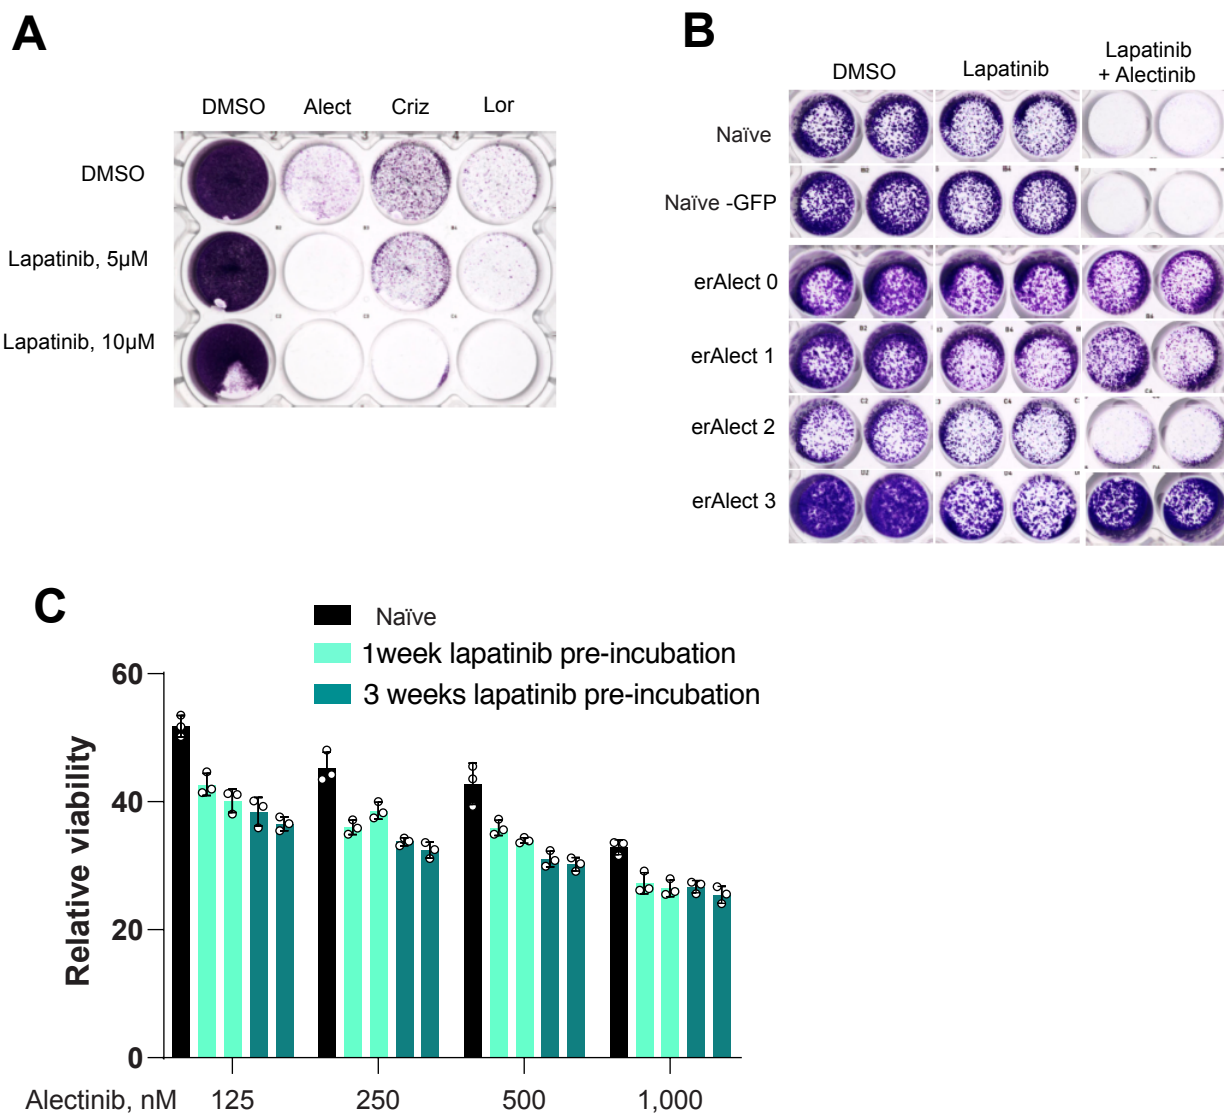 A
DMSO Alect Criz Lor
DMSO
Lapatinib, 5µM
Lapatinib, 10µM
B
DMSO Lapatinib Lapatinib
+ Alectinib
Naïve
Naïve -GFP
erAlect 0
erAlect 1
erAlect 2
erAlect 3
C
Naïve
1week lapatinib pre-incubation
3 weeks lapatinib pre-incubation
Relative viability
60
40
20
0
Alectinib, nM 125 250 500 1,000